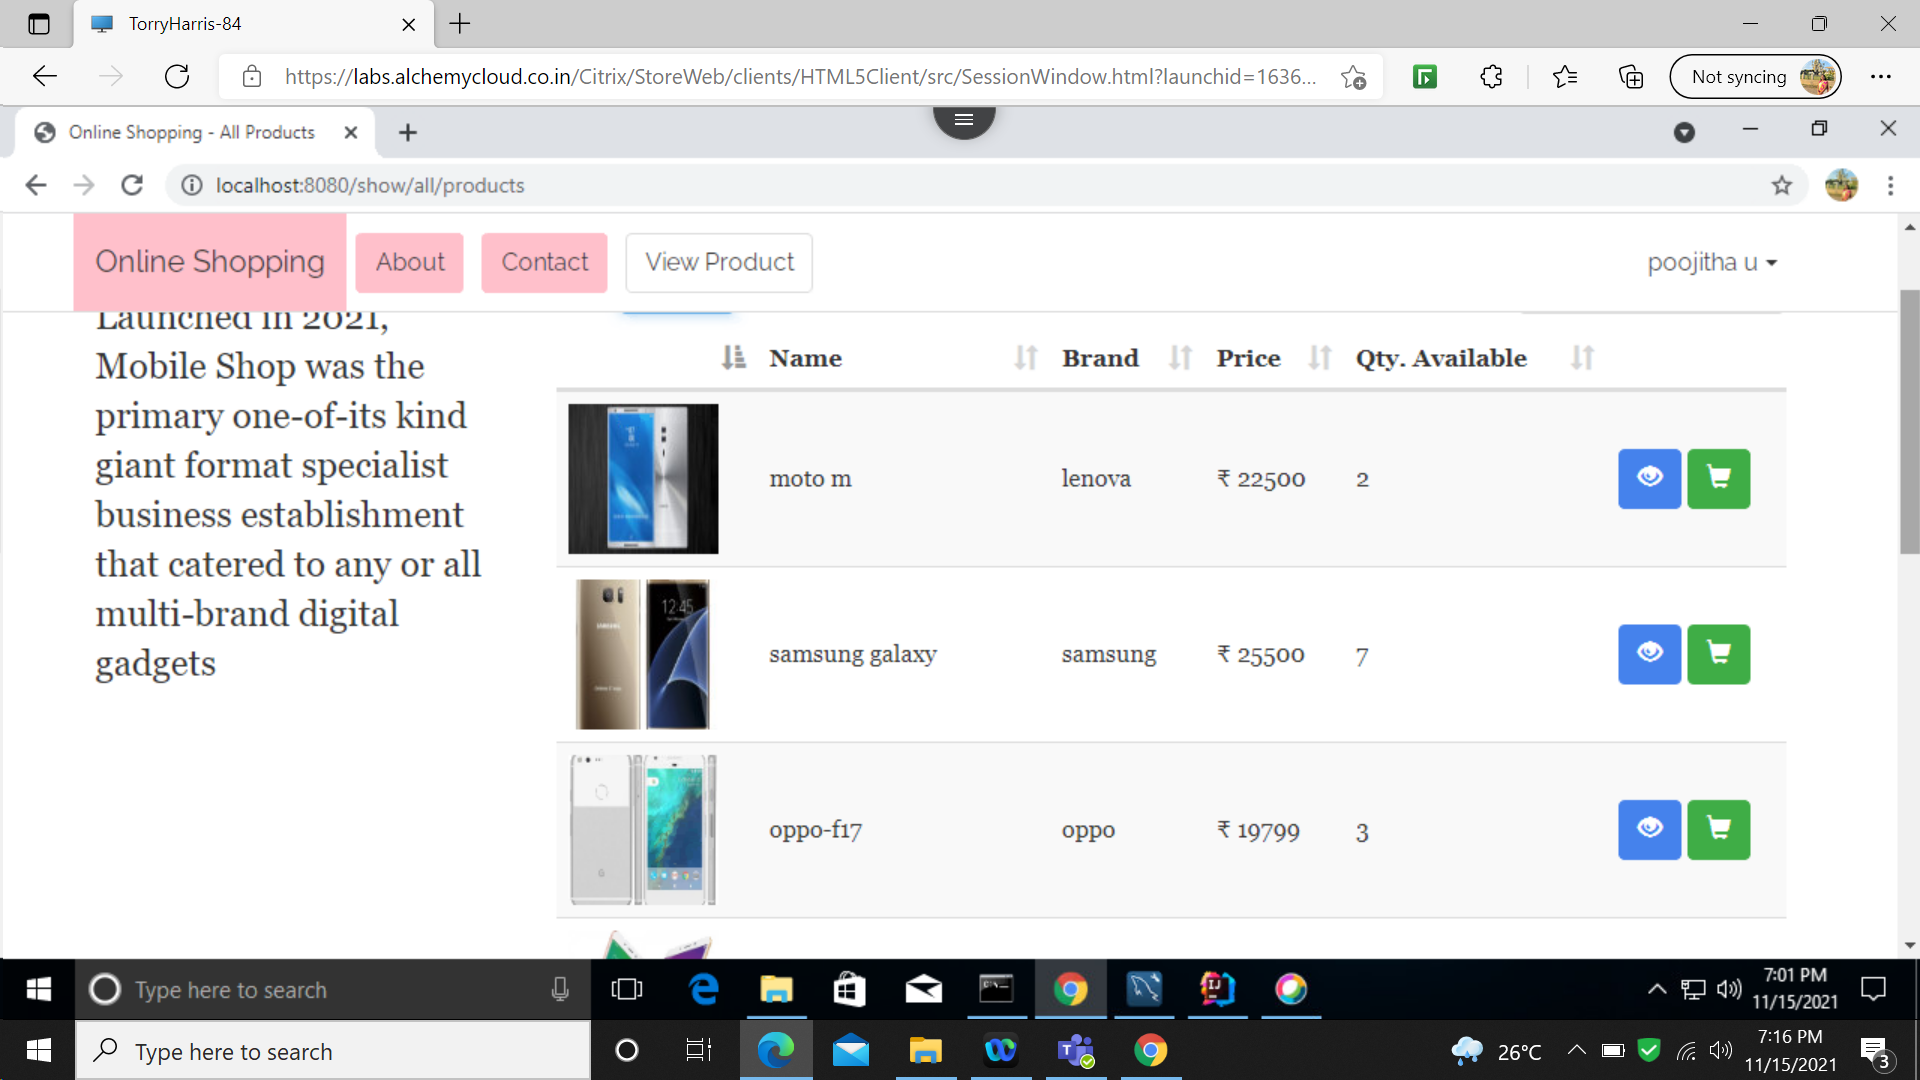 TorryHarris-84
https://labs.alchemycloud.co.in/Citrix/StoreWeb/clients/HTML5Client/src/SessionWindow.html?launchid=1636...
Not syncing
Online Shopping - All Products
localhost:8080/show/all/products
Online Shopping
About
Contact
View Product
poojitha u
Launched in 2021,
Mobile Shop was the
primary one-of-its kind
giant format specialist
business establishment
that catered to any or all
multi-brand digital
gadgets
Name Brand Price Qty. Available
moto m lenova ₹ 22500 2
12:45
SAMSUNG
samsung galaxy samsung ₹ 25500 7
oppo-f17 oppo ₹ 19799 3
Type here to search
7:01 PM
11/15/2021
Type here to search
26°C
7:16 PM
11/15/2021
3